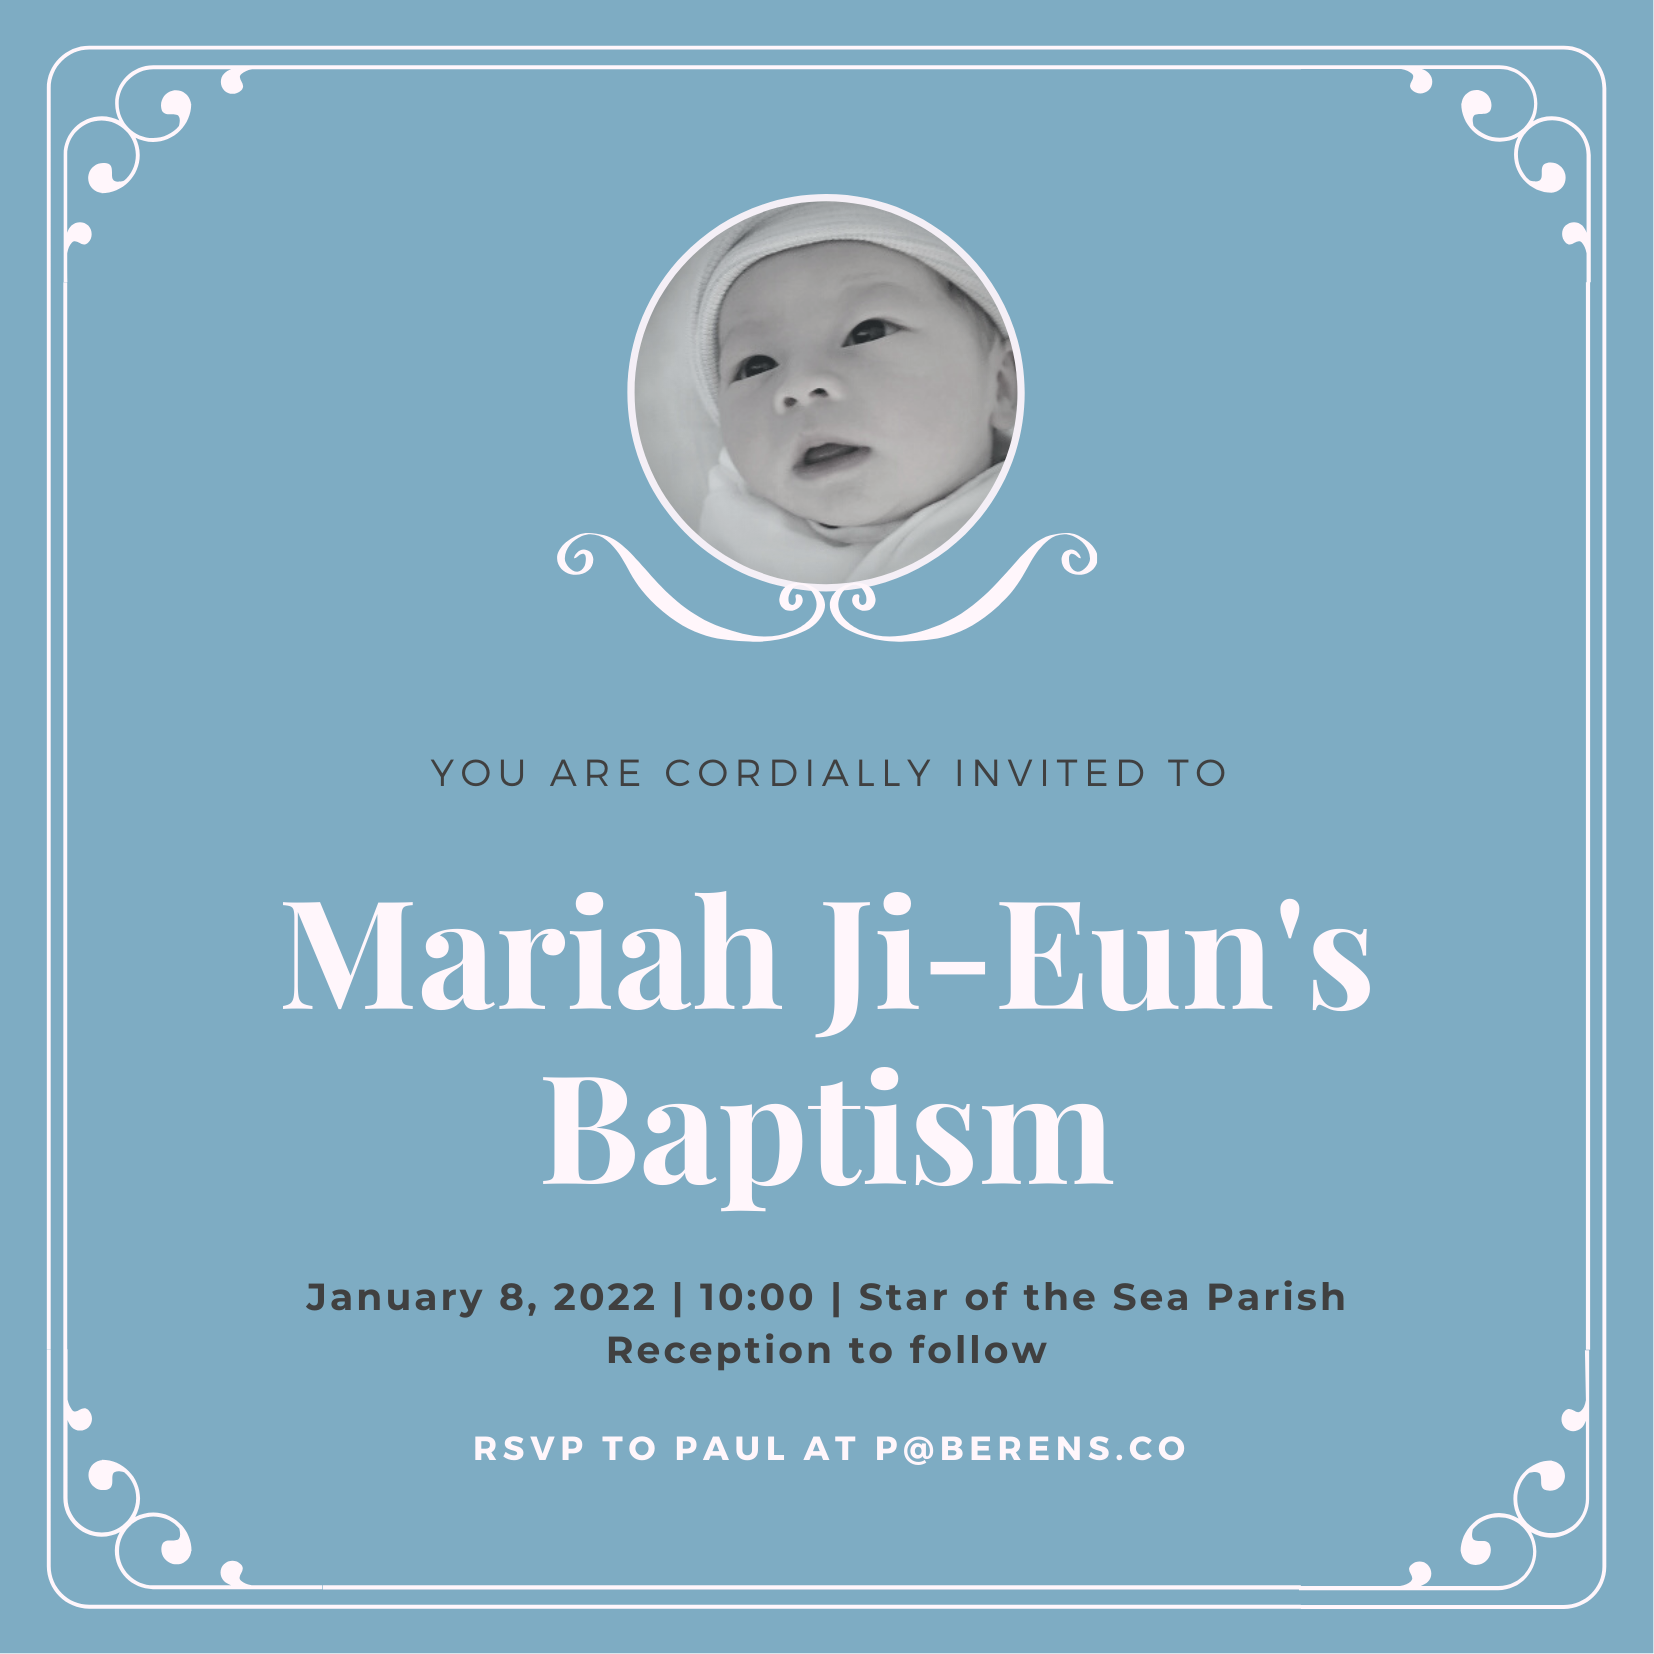 YOU ARE CORDIALLY INVITED TO
Mariah Ji-Eun's
Baptism
January 8, 2022 | 10:00 | Star of the Sea Parish
Reception to follow
RSVP TO PAUL AT P@BERENS.CO